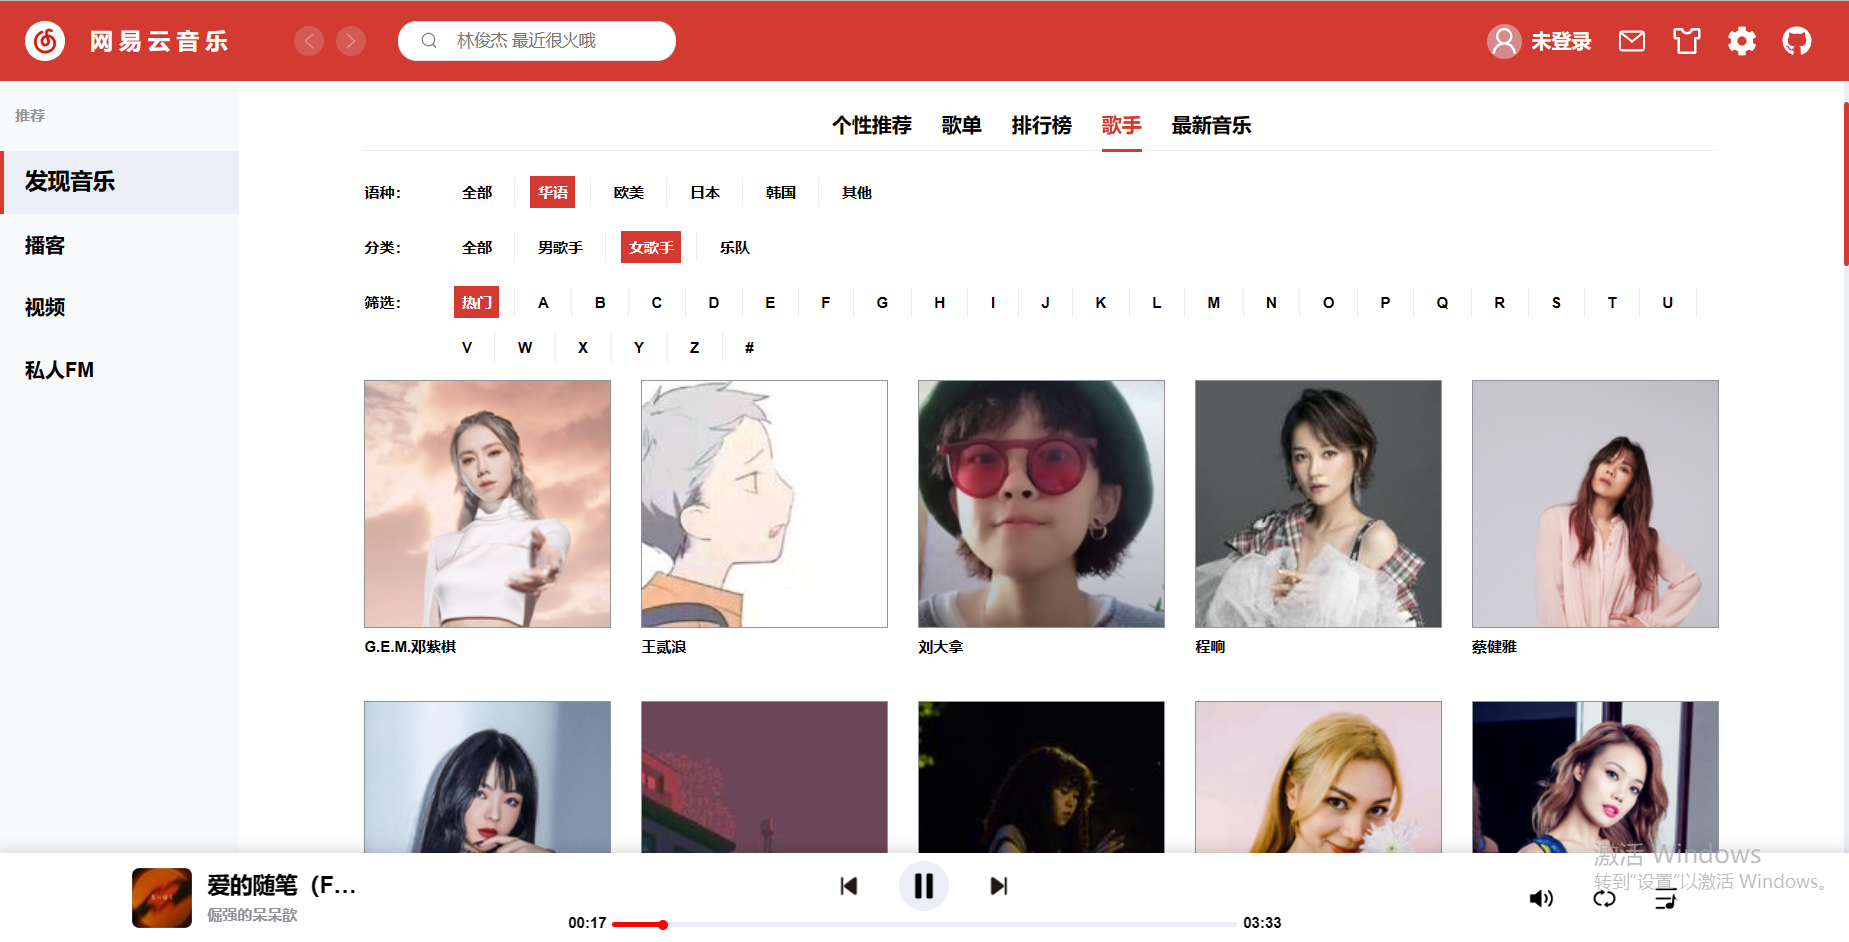 网易云音乐
林俊杰 最近很火哦
未登录
推荐
发现音乐
播客
视频
私人FM
个性推荐 歌单 排行榜 歌手 最新音乐
语种: 全部 华语 欧美 日本 韩国 其他
分类: 全部 男歌手 女歌手 乐队
筛选: 热门 A B C D E F G H I J K L M N O P Q R S T U
V W X Y Z #
G.E.M.邓紫棋 王贰浪 刘大拿 程响 蔡健雅
激活 Windows
转到“设置”以激活 Windows。
爱的随笔（F...
倔强的呆呆歆
00:17 03:33